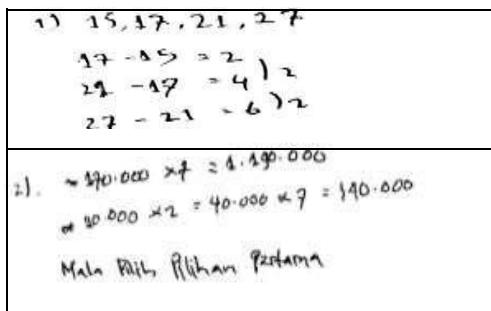 1) 15, 17, 21, 27
17 - 15 = 2
21 - 17 = 4 ) 2
27 - 21 = 6 ) 2
2). ~ 170.000 x 7 = 1.190.000
20.000 x 2 = 40.000 x 7 = 140.000
Maka Pilih Pilihan Pertama